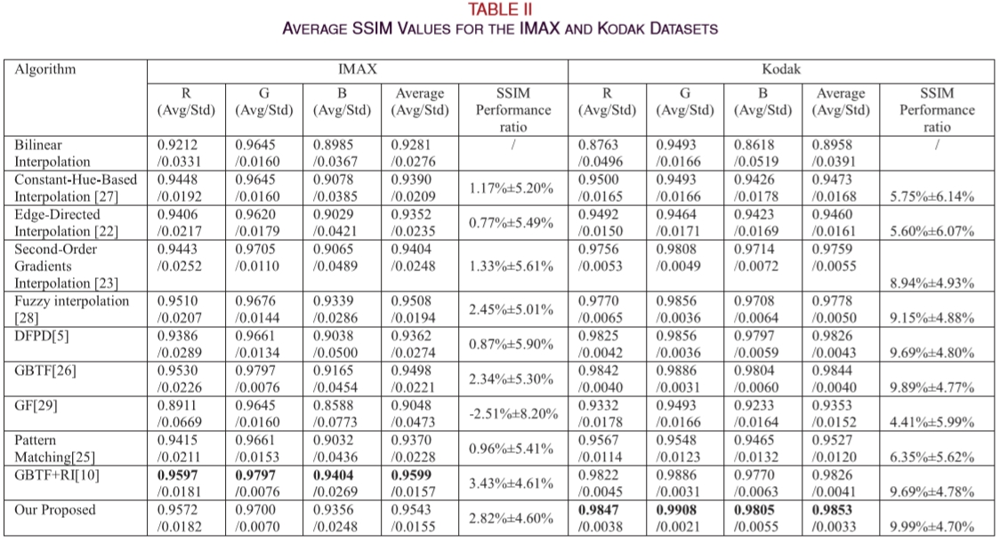 TABLE II
AVERAGE SSIM VALUES FOR THE IMAX AND KODAK DATASETS
Algorithm IMAX Kodak
R G B Average SSIM R G B Average SSIM
(Avg/Std) (Avg/Std) (Avg/Std) (Avg/Std) Performance (Avg/Std) (Avg/Std) (Avg/Std) (Avg/Std) Performance
ratio ratio
Bilinear 0.9212 0.9645 0.8985 0.9281 / 0.8763 0.9493 0.8618 0.8958 /
Interpolation /0.0331 /0.0160 /0.0367 /0.0276 /0.0496 /0.0166 /0.0519 /0.0391
Constant-Hue-Based 0.9448 0.9645 0.9078 0.9390 1.17%±5.20% 0.9500 0.9493 0.9426 0.9473
Interpolation [27] /0.0192 /0.0160 /0.0385 /0.0209 /0.0165 /0.0166 /0.0178 /0.0168 5.75%±6.14%
Edge-Directed 0.9406 0.9620 0.9029 0.9352 0.77%±5.49% 0.9492 0.9464 0.9423 0.9460
Interpolation [22] /0.0217 /0.0179 /0.0421 /0.0235 /0.0150 /0.0171 /0.0169 /0.0161 5.60%±6.07%
Second-Order 0.9443 0.9705 0.9065 0.9404 0.9756 0.9808 0.9714 0.9759
Gradients /0.0252 /0.0110 /0.0489 /0.0248 1.33%±5.61% /0.0053 /0.0049 /0.0072 /0.0055
Interpolation [23] 8.94%±4.93%
Fuzzy interpolation 0.9510 0.9676 0.9339 0.9508 2.45%±5.01% 0.9770 0.9856 0.9708 0.9778
[28] /0.0207 /0.0144 /0.0286 /0.0194 /0.0065 /0.0036 /0.0064 /0.0050 9.15%±4.88%
DFPD[5] 0.9386 0.9661 0.9038 0.9362 0.87%±5.90% 0.9825 0.9856 0.9797 0.9826
/0.0289 /0.0134 /0.0500 /0.0274 /0.0042 /0.0036 /0.0059 /0.0043 9.69%±4.80%
GBTF[26] 0.9530 0.9797 0.9165 0.9498 2.34%±5.30% 0.9842 0.9886 0.9804 0.9844
/0.0226 /0.0076 /0.0454 /0.0221 /0.0040 /0.0031 /0.0060 /0.0040 9.89%±4.77%
GF[29] 0.8911 0.9645 0.8588 0.9048 -2.51%±8.20% 0.9332 0.9493 0.9233 0.9353
/0.0669 /0.0160 /0.0773 /0.0473 /0.0178 /0.0166 /0.0164 /0.0152 4.41%±5.99%
Pattern 0.9415 0.9661 0.9032 0.9370 0.96%±5.41% 0.9567 0.9548 0.9465 0.9527
Matching[25] /0.0211 /0.0153 /0.0436 /0.0228 /0.0114 /0.0123 /0.0132 /0.0120 6.35%±5.62%
GBTF+RI[10] 0.9597 0.9797 0.9404 0.9599 3.43%±4.61% 0.9822 0.9886 0.9770 0.9826
/0.0181 /0.0076 /0.0269 /0.0157 /0.0045 /0.0031 /0.0063 /0.0041 9.69%±4.78%
Our Proposed 0.9572 0.9700 0.9356 0.9543 2.82%±4.60% 0.9847 0.9908 0.9805 0.9853
/0.0182 /0.0070 /0.0248 /0.0155 /0.0038 /0.0021 /0.0055 /0.0033 9.99%±4.70%